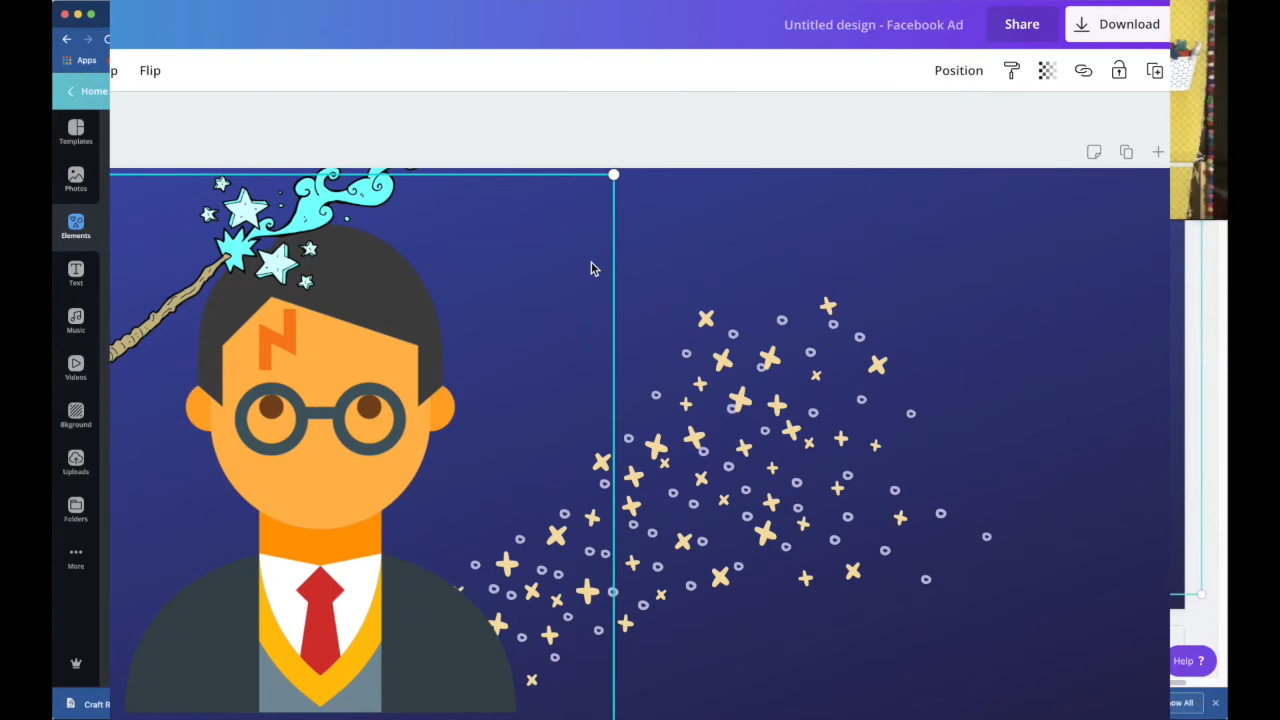 Untitled design - Facebook Ad
Share
Download
Apps
Flip
Position
Home
Templates
Photos
Elements
Text
Music
Videos
Bkground
Uploads
Folders
More
Help ?
Craft R
ow All